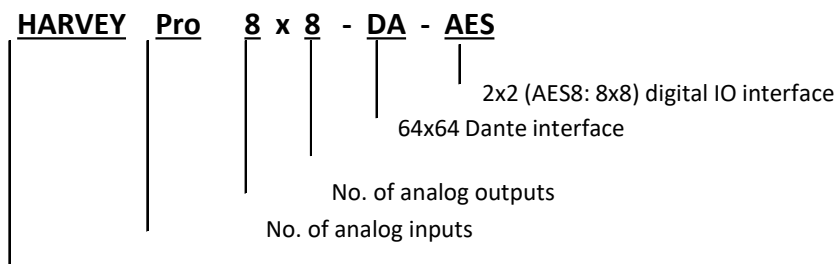 HARVEY Pro 8 x 8 - DA - AES
2x2 (AES8: 8x8) digital IO interface
64x64 Dante interface
No. of analog outputs
No. of analog inputs